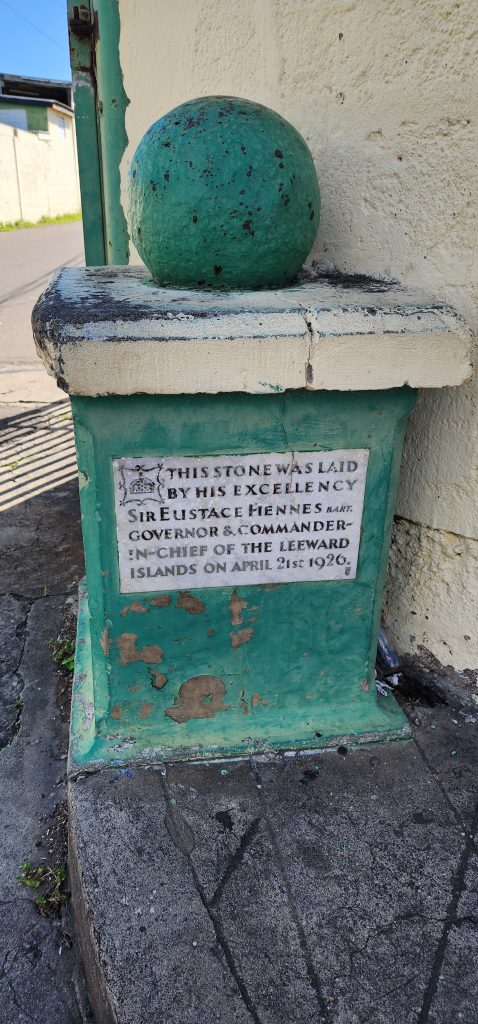 THIS STONE WAS LAID
BY HIS EXCELLENCY
SIR EUSTACE FIENNES BART.
GOVERNOR & COMMANDER-
IN-CHIEF OF THE LEEWARD
ISLANDS ON APRIL 21ST 1926.